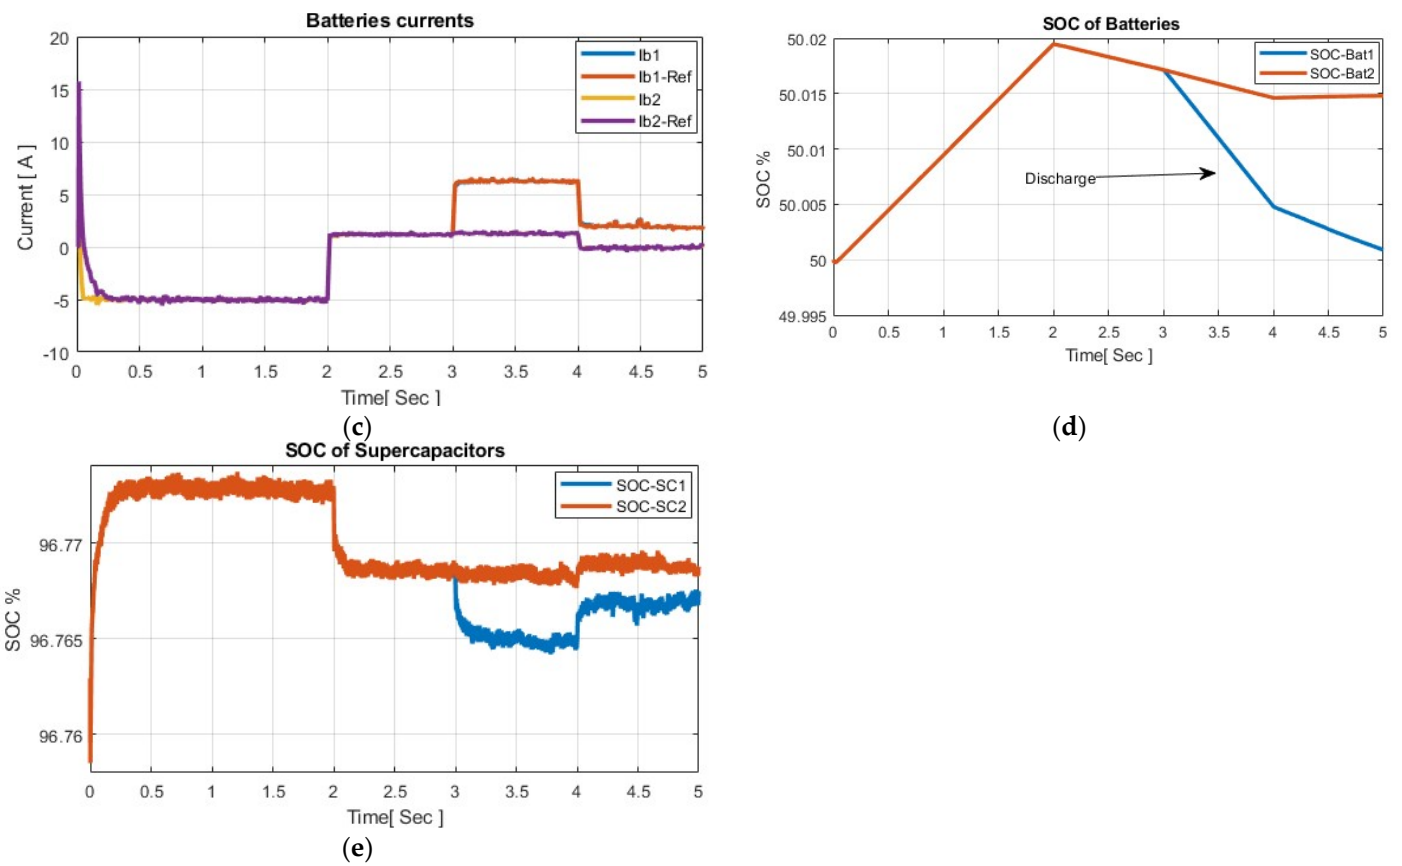 Batteries currents
20
15
10
5
0
-5
-10
Current [ A ]
Ib1
Ib1-Ref
Ib2
Ib2-Ref
0 0.5 1 1.5 2 2.5 3 3.5 4 4.5 5
Time[ Sec ]
(c)
SOC of Batteries
50.02
50.015
50.01
50.005
50
49.995
SOC %
SOC-Bat1
SOC-Bat2
Discharge
0 0.5 1 1.5 2 2.5 3 3.5 4 4.5 5
Time[ Sec ]
(d)
SOC of Supercapacitors
96.77
96.765
96.76
SOC %
SOC-SC1
SOC-SC2
0 0.5 1 1.5 2 2.5 3 3.5 4 4.5 5
Time[ Sec ]
(e)